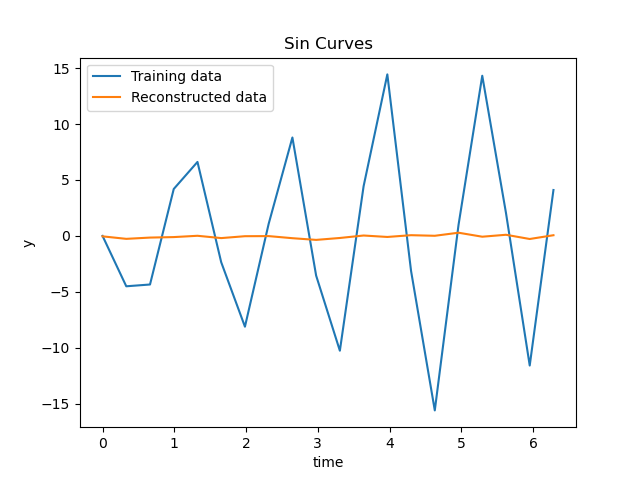 Sin Curves
Training data
Reconstructed data
15
10
5
0
−5
−10
−15
y
0 1 2 3 4 5 6
time